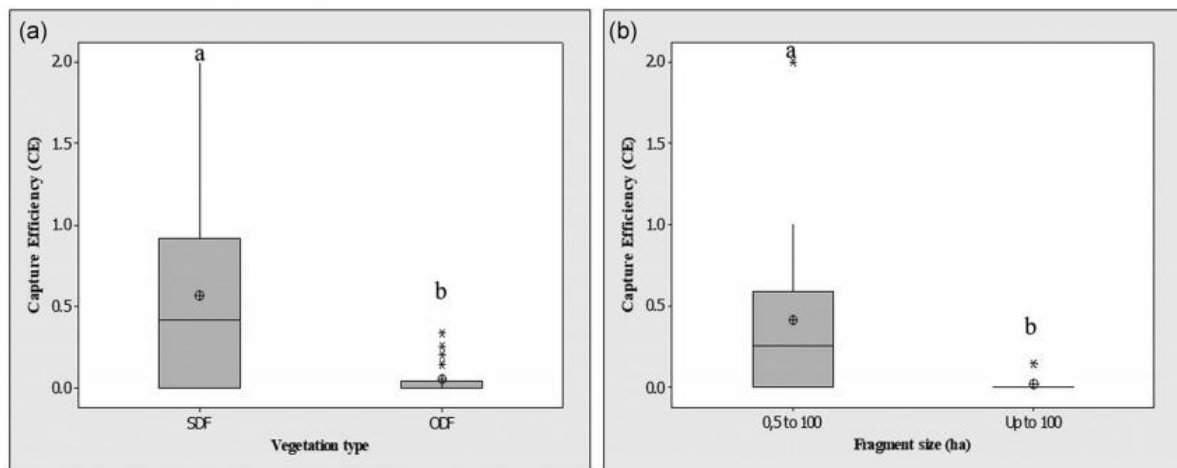 (a)
a
2.0
1.5
1.0
0.5
0.0
b
Capture Efficiency (CE)
SDF
ODF
Vegetation type
(b)
a
2.0
1.5
1.0
0.5
0.0
b
Capture Efficiency (CE)
0,5 to 100
Up to 100
Fragment size (ha)